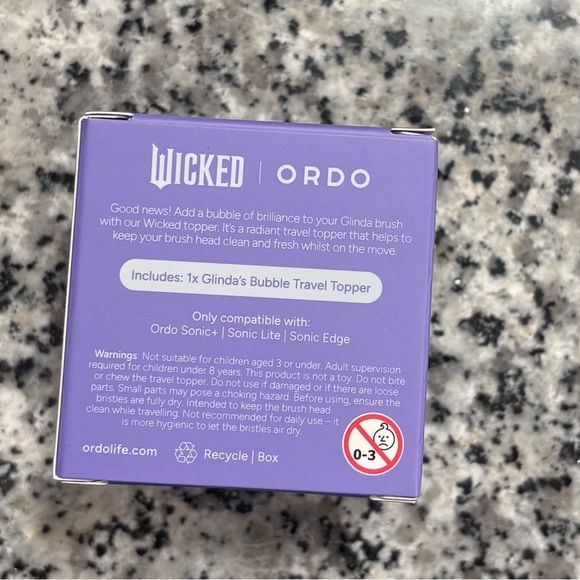 WICKED | ORDO
Good news! Add a bubble of brilliance to your Glinda brush
with our Wicked topper. It's a radiant travel topper that helps to
keep your brush head clean and fresh whilst on the move.
Includes: 1x Glinda's Bubble Travel Topper
Only compatible with:
Ordo Sonic+ | Sonic Lite | Sonic Edge
Warnings: Not suitable for children aged 3 or under. Adult supervision
required for children under 8 years. This product is not a toy. Do not bite
or chew the travel topper. Do not use if damaged or if there are loose
parts. Small parts may pose a choking hazard. Before using, ensure the
bristles are fully dry. Intended to keep the brush head
clean while travelling. Not recommended for daily use – it
is more hygienic to let the bristles air dry.
0-3
ordolife.com Recycle | Box